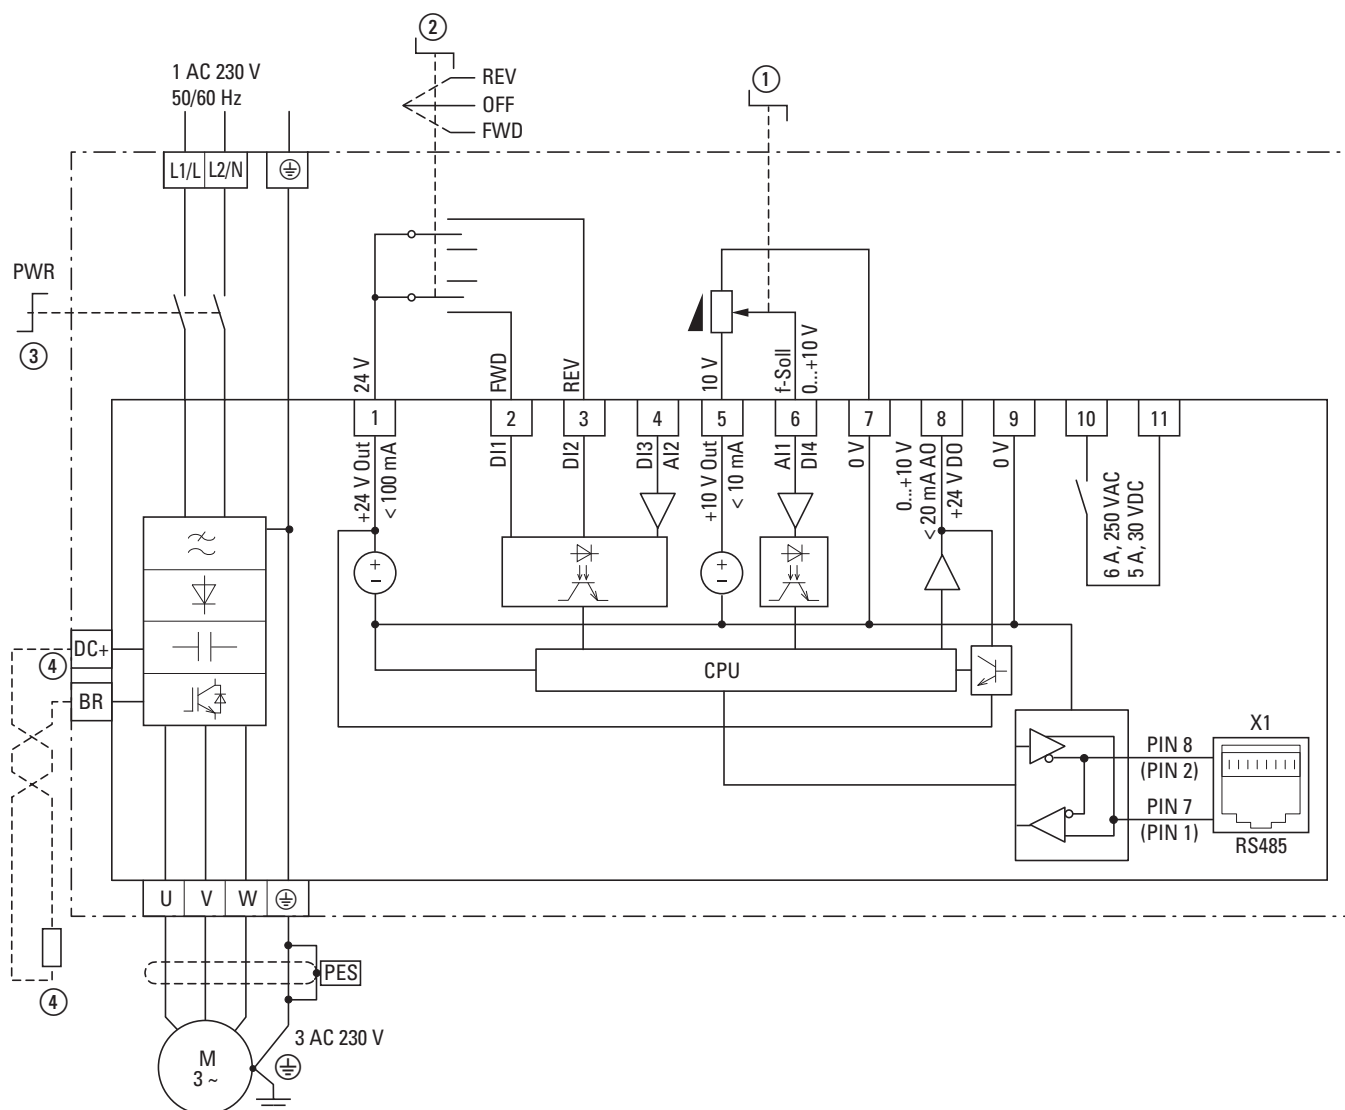 ②
1 AC 230 V
50/60 Hz
REV
OFF
FWD
①
L1/L L2/N
PWR
③
24 V
FWD
REV
10 V
f-Soll
0...+10 V
1 2 3 4 5 6 7 8 9 10 11
+24 V Out
< 100 mA
DI1
DI2
DI3
AI2
+10 V Out
< 10 mA
AI1
DI4
0 V
0...+10 V
< 20 mA AO
+24 V DO
0 V
6 A, 250 VAC
5 A, 30 VDC
+
−
+
−
DC+
④
BR
CPU
X1
PIN 8
(PIN 2)
PIN 7
(PIN 1)
RS485
U V W
PES
④
3 AC 230 V
M
3 ~